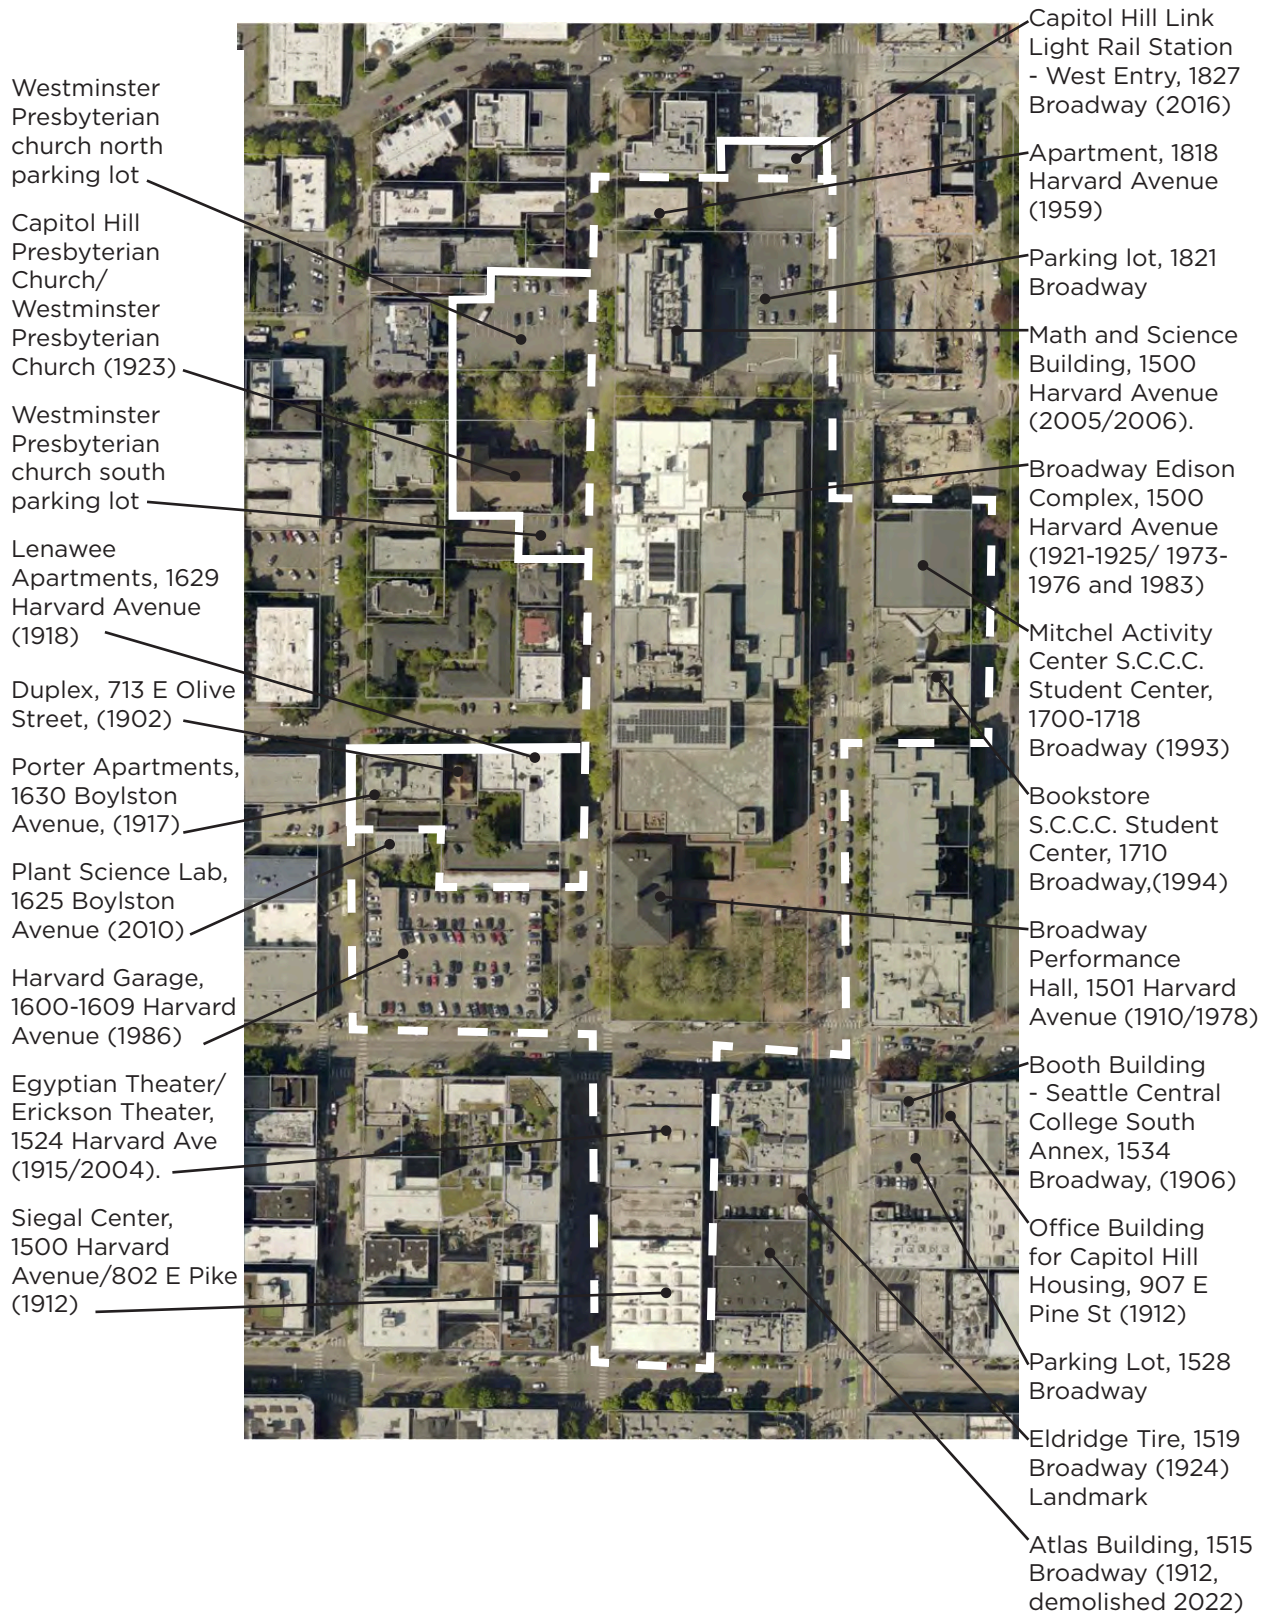 Westminster
Presbyterian
church north
parking lot
Capitol Hill
Presbyterian
Church/
Westminster
Presbyterian
Church (1923)
Westminster
Presbyterian
church south
parking lot
Lenawee
Apartments, 1629
Harvard Avenue
(1918)
Duplex, 713 E Olive
Street, (1902)
Porter Apartments,
1630 Boylston
Avenue, (1917)
Plant Science Lab,
1625 Boylston
Avenue (2010)
Harvard Garage,
1600-1609 Harvard
Avenue (1986)
Egyptian Theater/
Erickson Theater,
1524 Harvard Ave
(1915/2004).
Siegal Center,
1500 Harvard
Avenue/802 E Pike
(1912)
Capitol Hill Link
Light Rail Station
- West Entry, 1827
Broadway (2016)
Apartment, 1818
Harvard Avenue
(1959)
Parking lot, 1821
Broadway
Math and Science
Building, 1500
Harvard Avenue
(2005/2006).
Broadway Edison
Complex, 1500
Harvard Avenue
(1921-1925/ 1973-
1976 and 1983)
Mitchel Activity
Center S.C.C.C.
Student Center,
1700-1718
Broadway (1993)
Bookstore
S.C.C.C. Student
Center, 1710
Broadway,(1994)
Broadway
Performance
Hall, 1501 Harvard
Avenue (1910/1978)
Booth Building
- Seattle Central
College South
Annex, 1534
Broadway, (1906)
Office Building
for Capitol Hill
Housing, 907 E
Pine St (1912)
Parking Lot, 1528
Broadway
Eldridge Tire, 1519
Broadway (1924)
Landmark
Atlas Building, 1515
Broadway (1912,
demolished 2022)